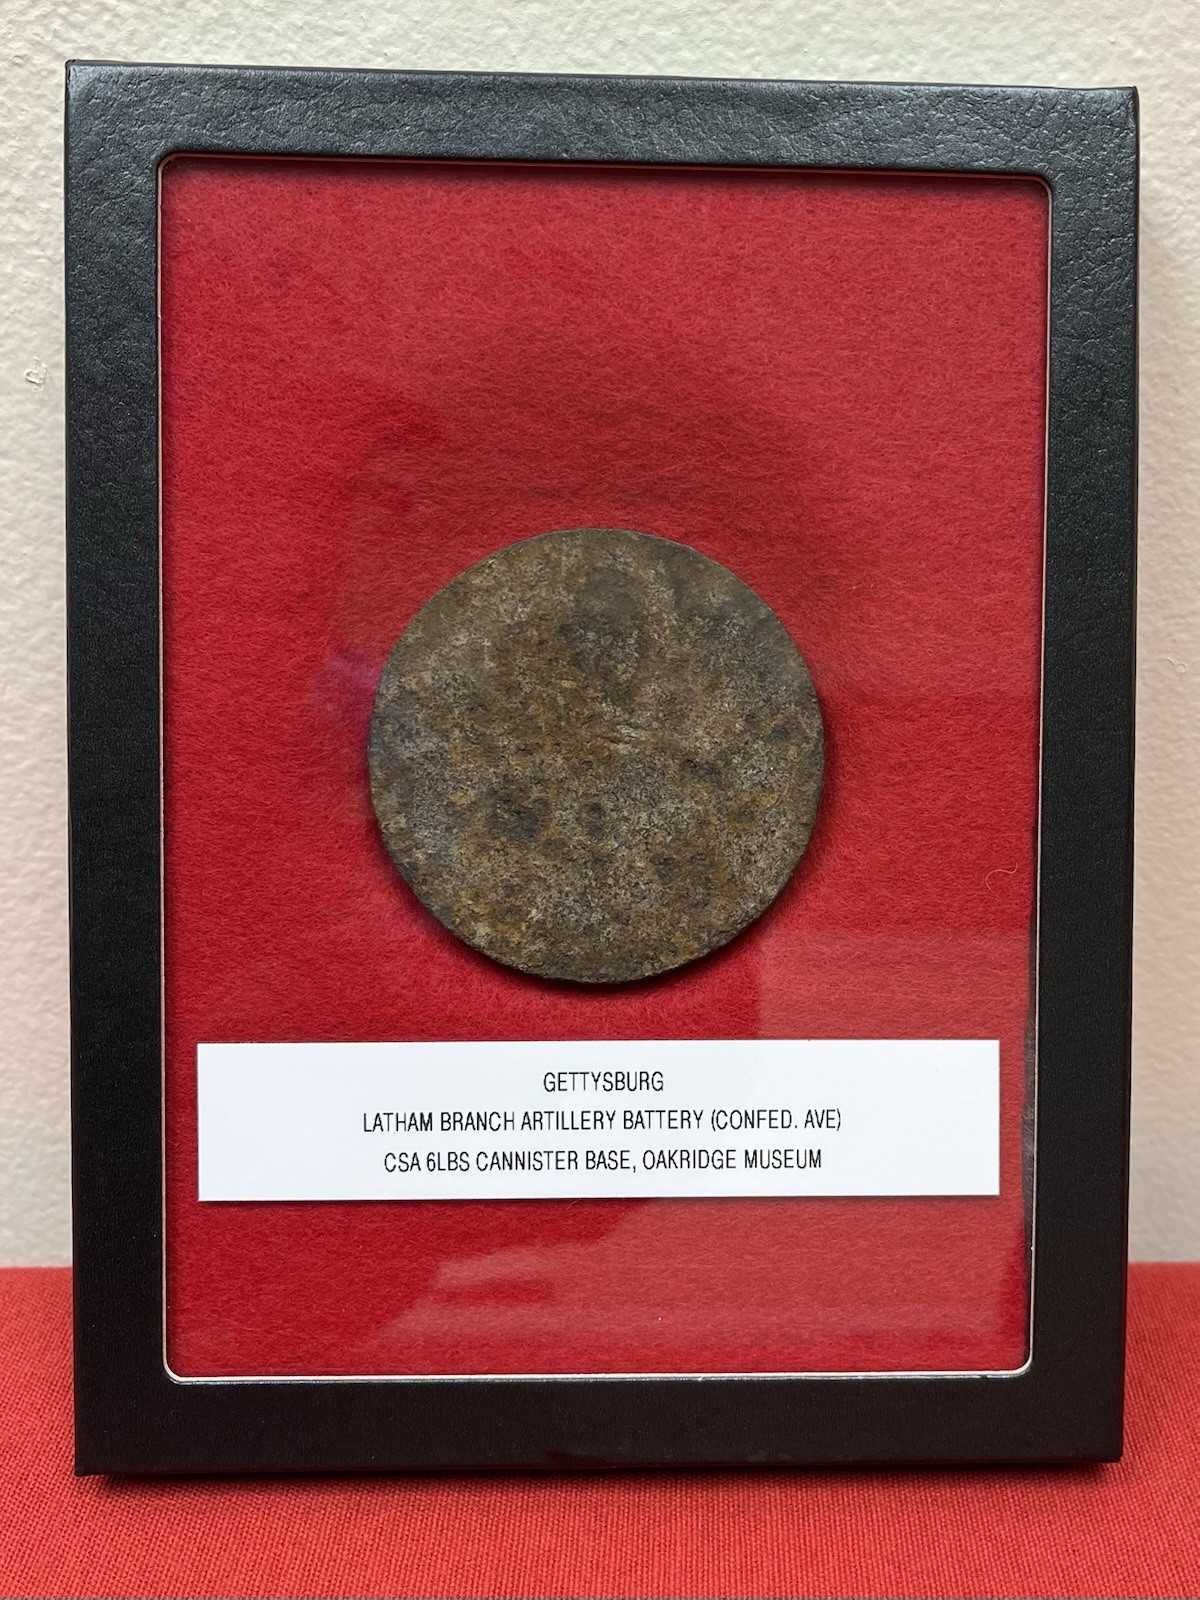 GETTYSBURG
LATHAM BRANCH ARTILLERY BATTERY (CONFED. AVE)
CSA 6LBS CANNISTER BASE, OAKRIDGE MUSEUM